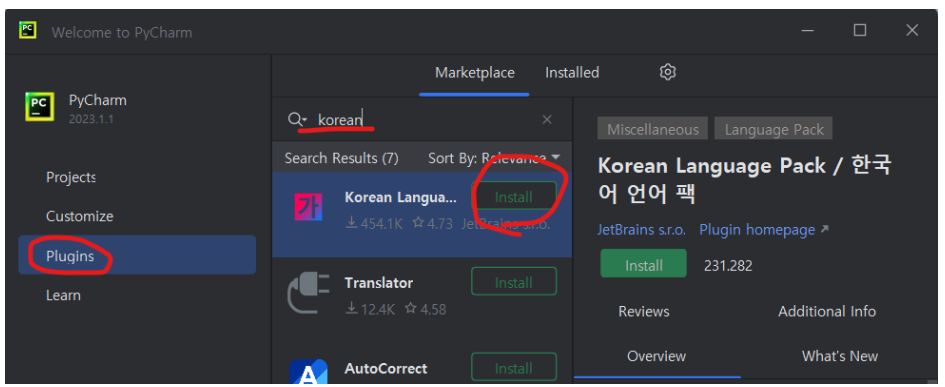 Welcome to PyCharm
PyCharm
2023.1.1
Projects
Customize
Plugins
Learn
Marketplace Installed
korean
Search Results (7) Sort By: Relevance
Korean Langua... Install
454.1K 4.73 JetBrains s.r.o.
Translator Install
12.4K 4.58
AutoCorrect Install
Miscellaneous Language Pack
Korean Language Pack / 한국
어 언어 팩
JetBrains s.r.o. Plugin homepage
Install 231.282
Reviews Additional Info
Overview What's New
PC
PC
가
A